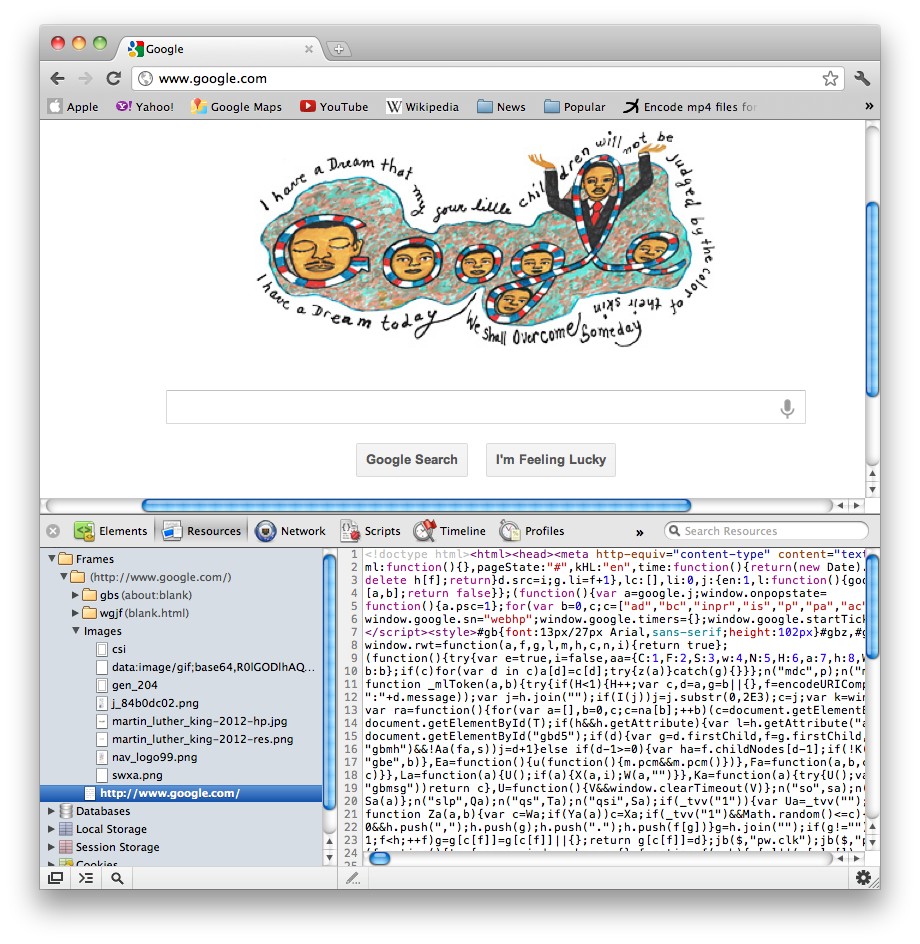 Google
www.google.com
Apple Yahoo! Google Maps YouTube Wikipedia News Popular Encode mp4 files for »
I have a Dream that my four little children will not be judged by the color of their skin
I have a Dream today
We Shall Overcome Someday
Google Search I'm Feeling Lucky
Elements Resources Network Scripts Timeline Profiles » Search Resources
Frames
(http://www.google.com/)
gbs (about:blank)
wgjf (blank.html)
Images
csi
data:image/gif;base64,R0lGODlhAQ...
gen_204
j_84b0dc02.png
martin_luther_king-2012-hp.jpg
martin_luther_king-2012-res.png
nav_logo99.png
swxa.png
http://www.google.com/
Databases
Local Storage
Session Storage
Cookies
1 <!doctype html><html><head><meta http-equiv="content-type" content="text
2 ml:function(){},pageState:"#",kHL:"en",time:function(){return(new Date).
3 delete h[f];return}d.src=i;g.li=f+1},lc:[],li:0,j:{en:1,l:function(){goo
4 [a,b];return false}};(function(){var a=google.j;window.onpopstate=
5 function(){a.psc=1};for(var b=0,c;c=["ad","bc","inpr","is","p","pa","ac"
6 window.google.sn="webhp";window.google.timers={};window.google.startTick
7 </script><style>#gb{font:13px/27px Arial,sans-serif;height:102px}#gbz,#g
8 window.rwt=function(a,f,g,l,m,h,c,n,i){return true};
9 (function(){try{var e=true,i=false,aa={C:1,F:2,S:3,w:4,N:5,H:6,a:7,h:8,W
10 b:b};if(c)for(var d in c)a[d]=c[d];try{z(a)}catch(g){}}};n("mdc",p);n("m
11 function _mlToken(a,b){try{if(H<1){H++;var c,d=a,g=b||{},f=encodeURIComp
12 ":"+d.message));var j=h.join("");if(I(j))j=j.substr(0,2E3);c=j;var k=win
13 var ra=function(){for(var a=[],b=0,c;c=na[b];++b)(c=document.getElementB
14 document.getElementById(T);if(h&&h.getAttribute){var l=h.getAttribute("a
15 document.getElementById("gbd5");if(d){var g=d.firstChild,f=g.firstChild,
16 "gbmh")&&!Aa(fa,s))j=d+1}else if(d-1>=0){var ha=f.childNodes[d-1];if(!K(
17 "gbe",b)},Ea=function(){u(function(){m.pcm&&m.pcm()})},Fa=function(a,b,c
18 c)}},La=function(a){U();if(a){X(a,i);W(a,"")}},Ka=function(a){try{U();va
19 "gbmsg"))return c},U=function(){V&&window.clearTimeout(V)};n("so",sa);n(
20 Sa(a)};n("slp",Qa);n("qs",Ta);n("qsi",Sa);if(_tvv("1")){var Ua=_tvv("");
21 function Za(a,b){var c=Wa;if(Ya(a))c=Xa;if(_tvv("1")&&Math.random()<=c){
22 0&&h.push(",");h.push(g);h.push(".");h.push(f[g])}g=h.join("");if(g!="")
23 1;f<h;++f)g=g[c[f]]=g[c[f]]||{};return g[c[f]]=d};jb($,"pw.clk");jb($,"p
24